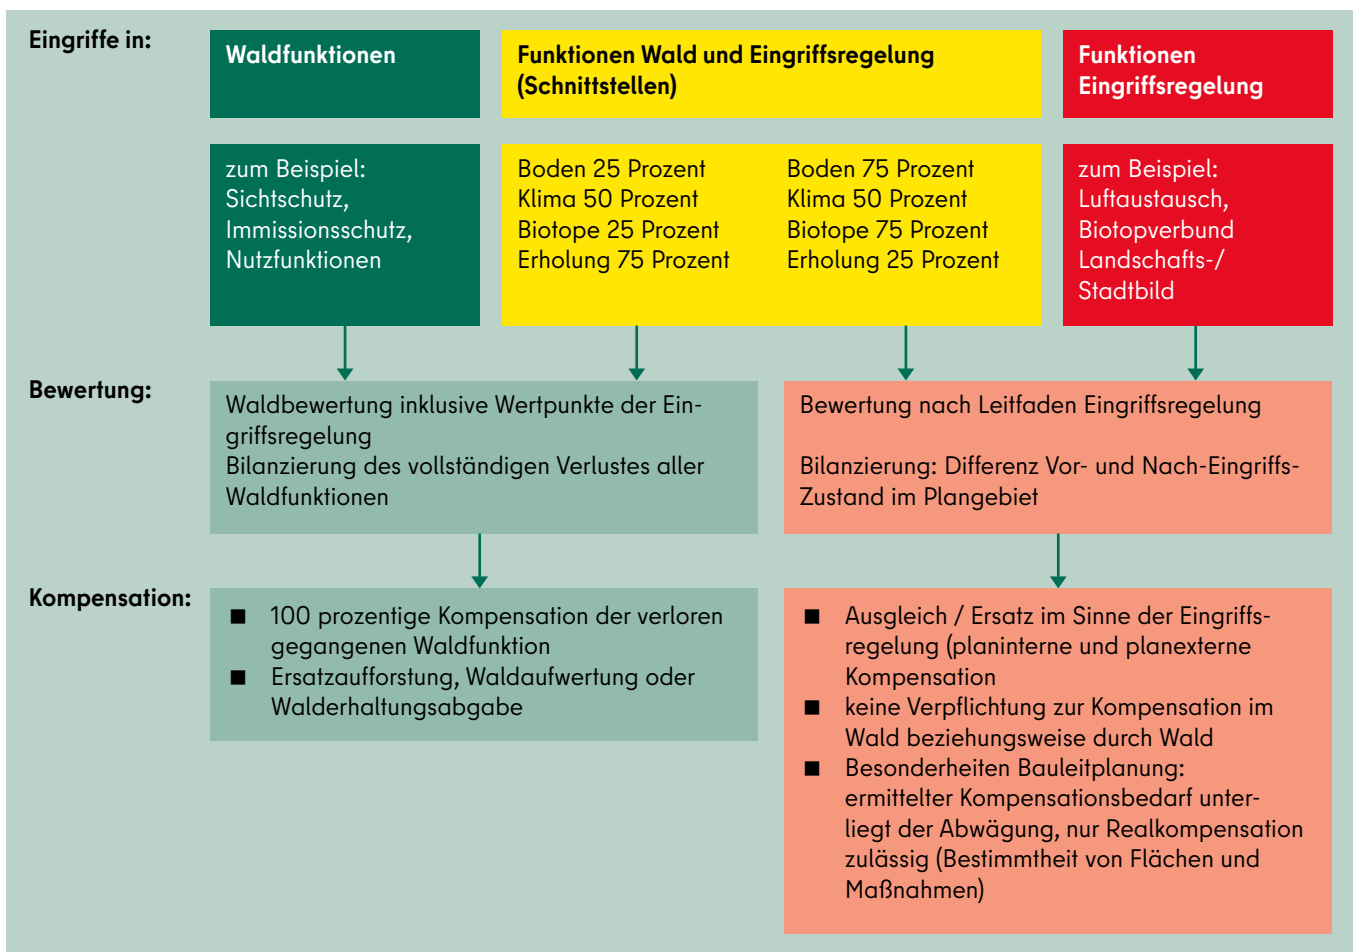 Eingriffe in:
Waldfunktionen
Funktionen Wald und Eingriffsregelung
(Schnittstellen)
Funktionen
Eingriffsregelung
zum Beispiel:
Sichtschutz,
Immissionsschutz,
Nutzfunktionen
Boden 25 Prozent
Klima 50 Prozent
Biotope 25 Prozent
Erholung 75 Prozent
Boden 75 Prozent
Klima 50 Prozent
Biotope 75 Prozent
Erholung 25 Prozent
zum Beispiel:
Luftaustausch,
Biotopverbund
Landschafts-/
Stadtbild
Bewertung:
Waldbewertung inklusive Wertpunkte der Ein-
griffsregelung
Bilanzierung des vollständigen Verlustes aller
Waldfunktionen
Bewertung nach Leitfaden Eingriffsregelung
Bilanzierung: Differenz Vor- und Nach-Eingriffs-
Zustand im Plangebiet
Kompensation:
■ 100 prozentige Kompensation der verloren
gegangenen Waldfunktion
■ Ersatzaufforstung, Waldaufwertung oder
Walderhaltungsabgabe
■ Ausgleich / Ersatz im Sinne der Eingriffs-
regelung (planinterne und planexterne
Kompensation
■ keine Verpflichtung zur Kompensation im
Wald beziehungsweise durch Wald
■ Besonderheiten Bauleitplanung:
ermittelter Kompensationsbedarf unter-
liegt der Abwägung, nur Realkompensation
zulässig (Bestimmtheit von Flächen und
Maßnahmen)